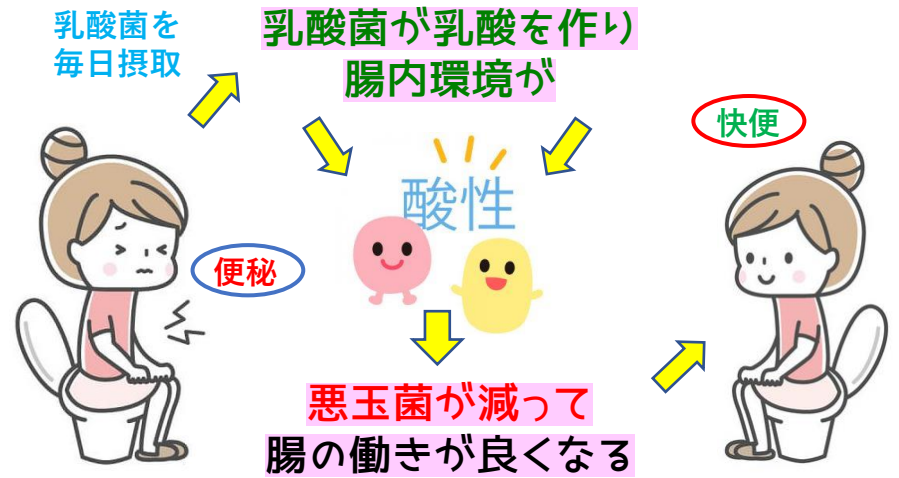 乳酸菌を
毎日摂取
乳酸菌が乳酸を作り
腸内環境が
酸性
便秘
快便
悪玉菌が減って
腸の働きが良くなる